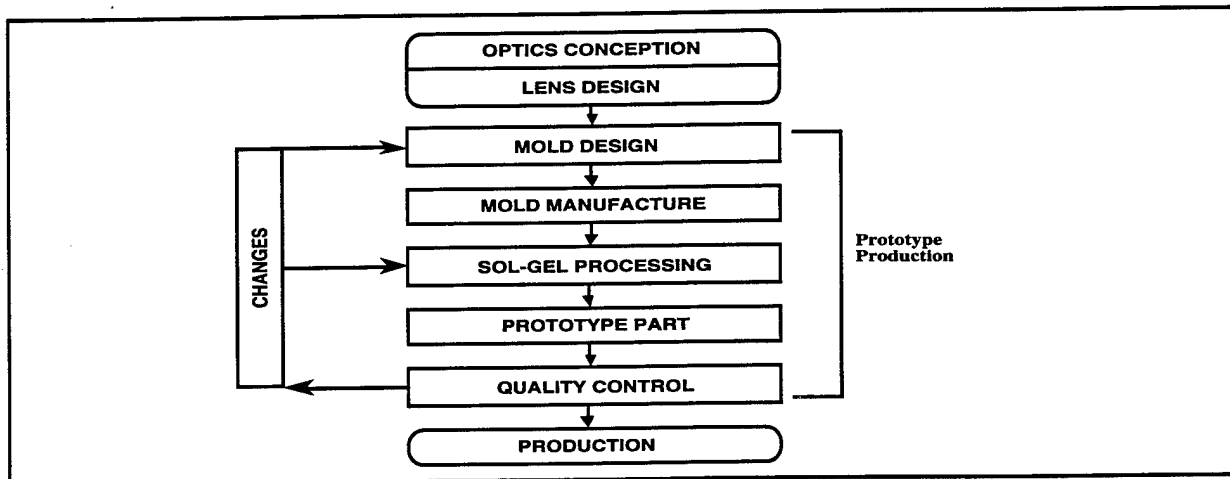 OPTICS CONCEPTION
LENS DESIGN
MOLD DESIGN
MOLD MANUFACTURE
SOL-GEL PROCESSING
PROTOTYPE PART
QUALITY CONTROL
PRODUCTION
CHANGES
Prototype
Production